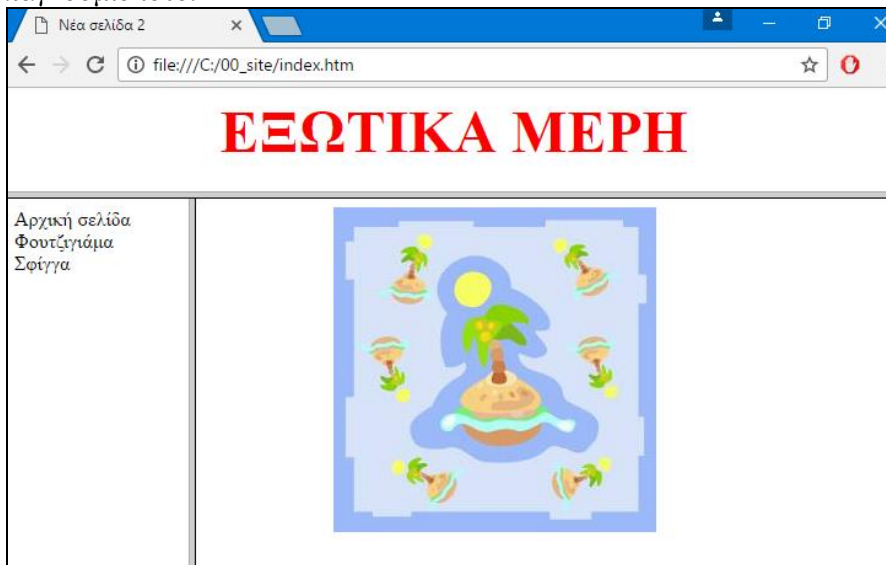 Νέα σελίδα 2
file:///C:/00_site/index.htm
ΕΞΩΤΙΚΑ ΜΕΡΗ
Αρχική σελίδα
Φουτζιγιάμα
Σφίγγα